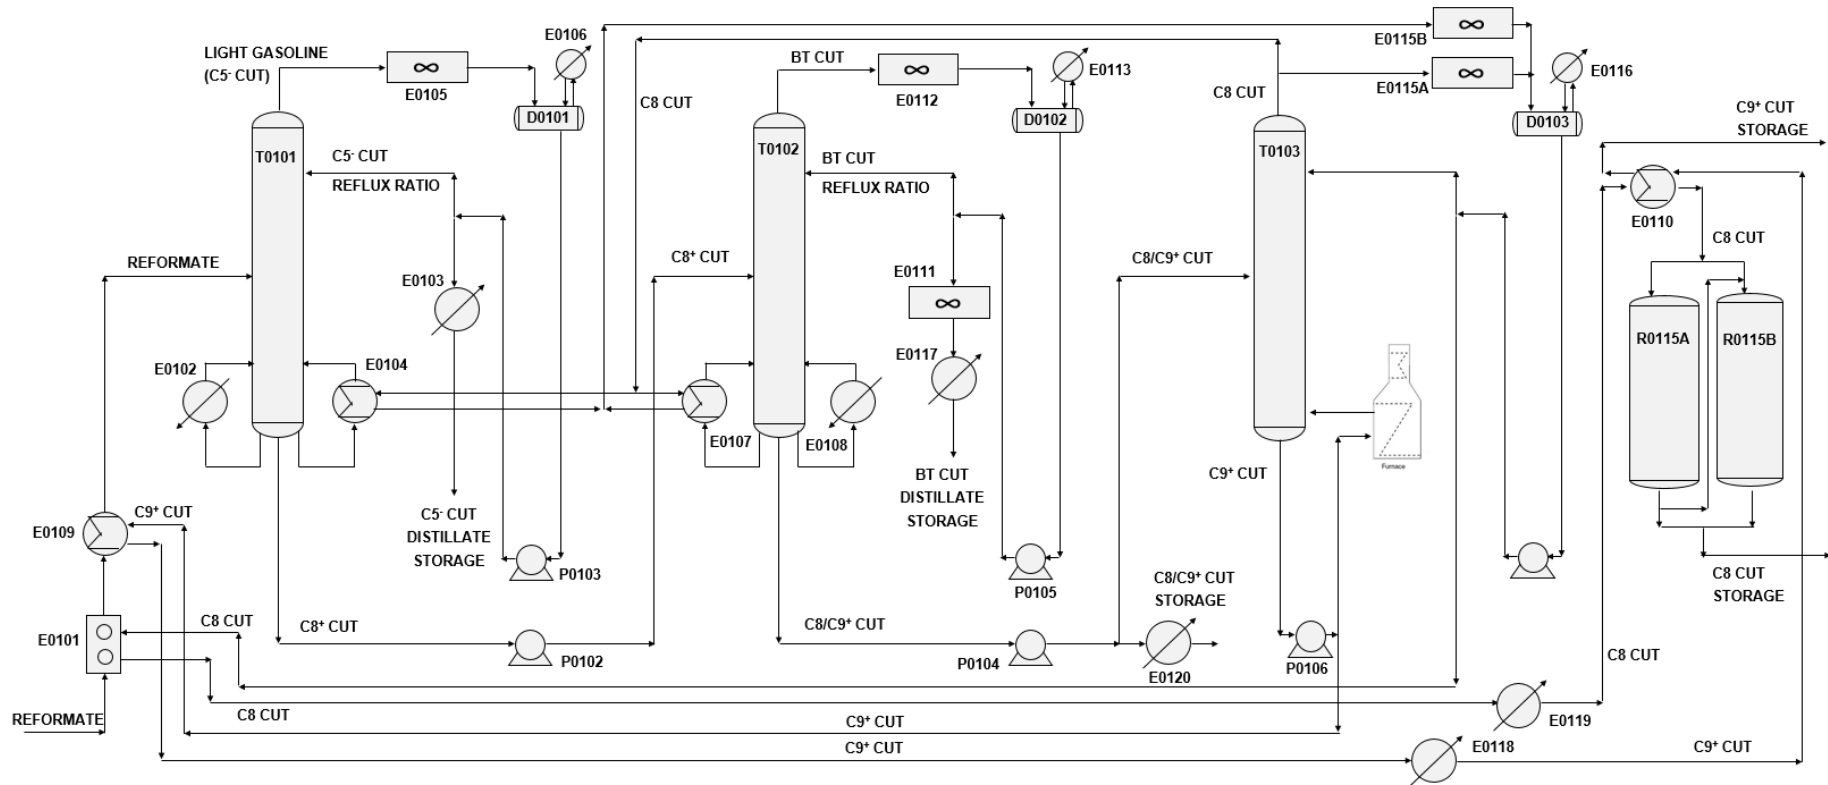 LIGHT GASOLINE
(C5⁻ CUT)
E0105
E0106
D0101
T0101
C5⁻ CUT
REFLUX RATIO
REFORMATE
E0103
E0102
E0104
C5⁻ CUT
DISTILLATE
STORAGE
P0103
C8⁺ CUT
P0102
E0109
C9⁺ CUT
E0101
C8 CUT
REFORMATE
C8 CUT
C8 CUT
BT CUT
E0112
E0113
D0102
T0102
BT CUT
REFLUX RATIO
C8⁺ CUT
E0111
E0117
E0107
E0108
BT CUT
DISTILLATE
STORAGE
P0105
C8/C9⁺ CUT
P0104
C8/C9⁺ CUT
STORAGE
E0120
C8/C9⁺ CUT
E0115B
E0115A
C8 CUT
E0116
D0103
T0103
Furnace
C9⁺ CUT
P0106
C9⁺ CUT
C9⁺ CUT
E0118
E0119
C9⁺ CUT
C8 CUT
C9⁺ CUT
STORAGE
E0110
C8 CUT
R0115A
R0115B
C8 CUT
STORAGE